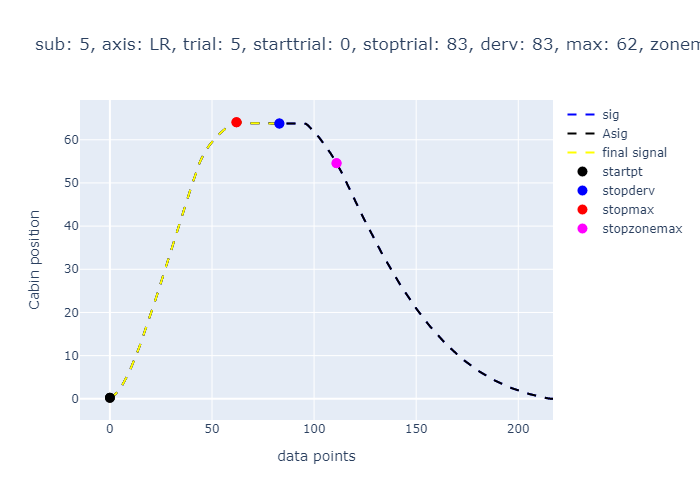 sub: 5, axis: LR, trial: 5, starttrial: 0, stoptrial: 83, derv: 83, max: 62, zonem
sig
Asig
final signal
startpt
stopderv
stopmax
stopzonemax
Cabin position
60
50
40
30
20
10
0
0 50 100 150 200
data points